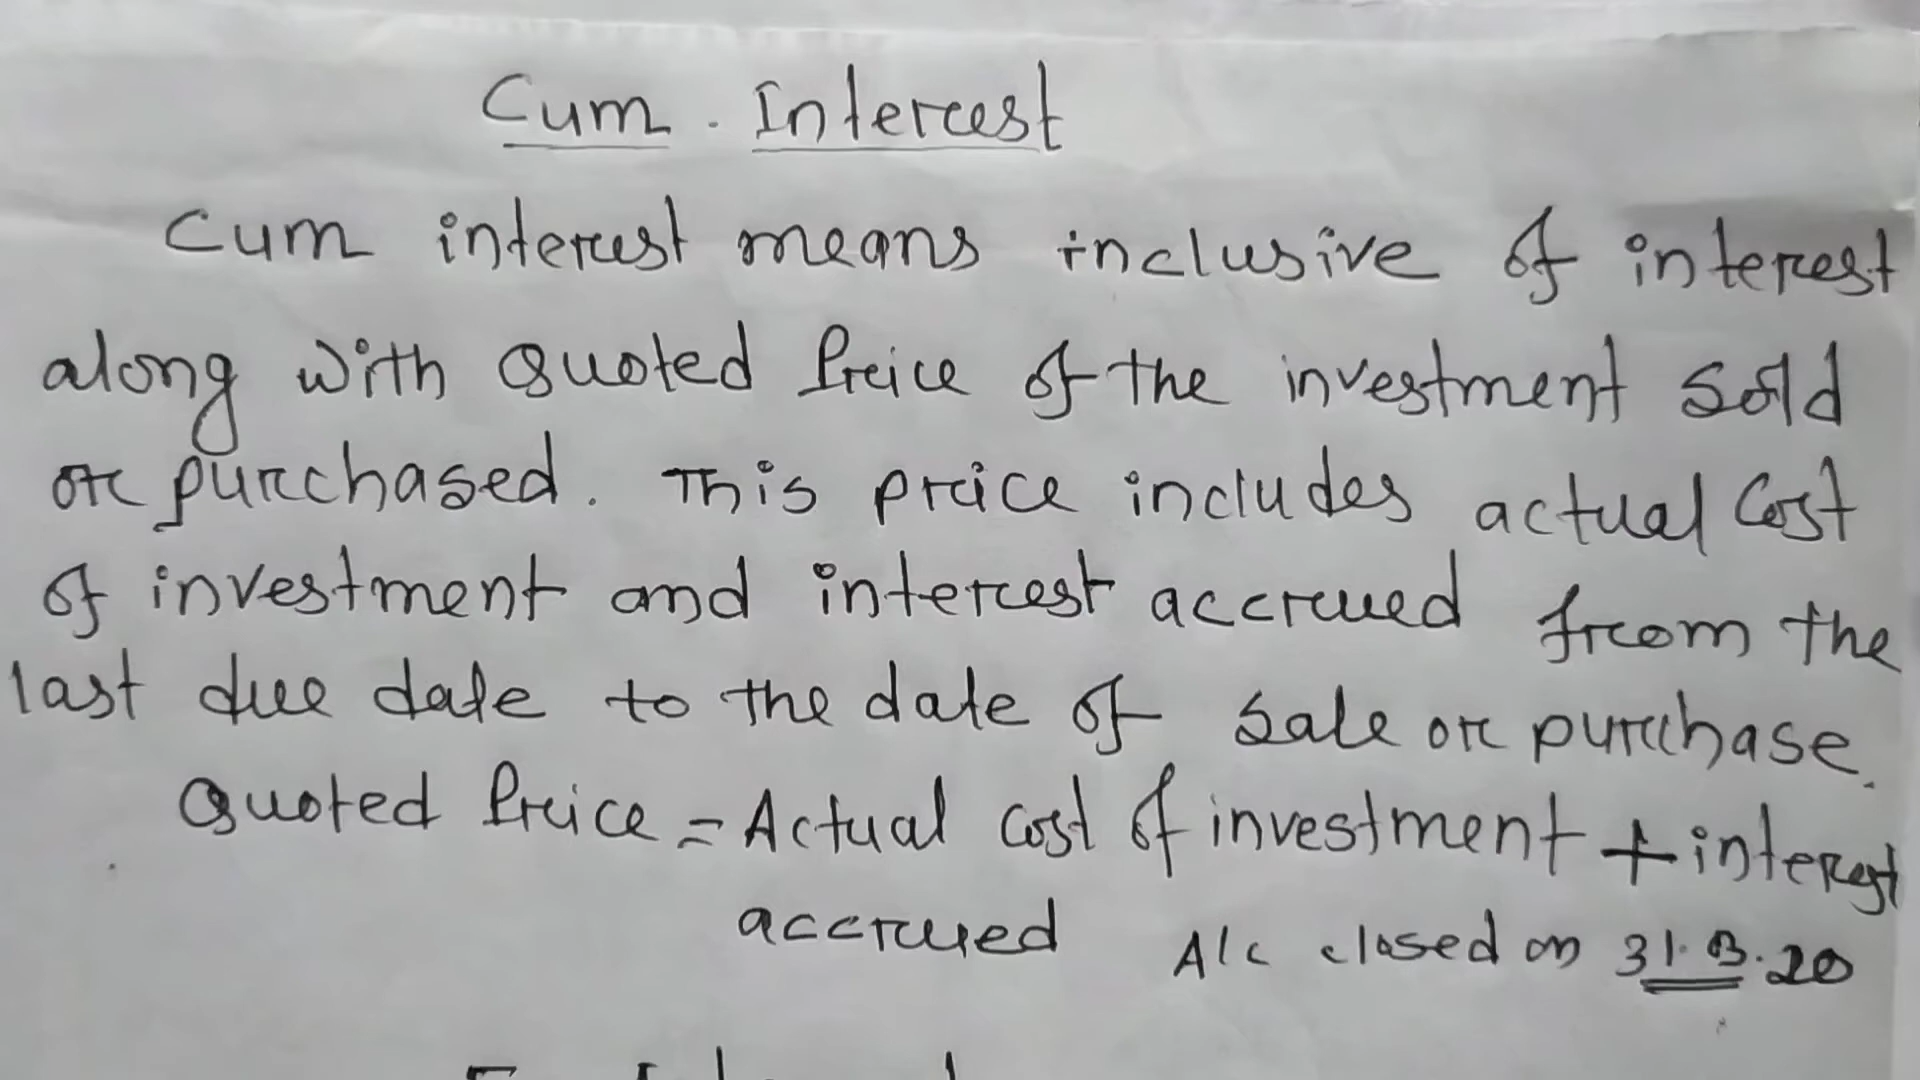 Cum. Interest
Cum interest means inclusive of interest
along with quoted Price of the investment sold
or purchased. This price includes actual Cost
of investment and interest accrued from the
last due date to the date of sale or purchase.
Quoted Price = Actual cost of investment + interest
accrued A/c closed on 31.3.20